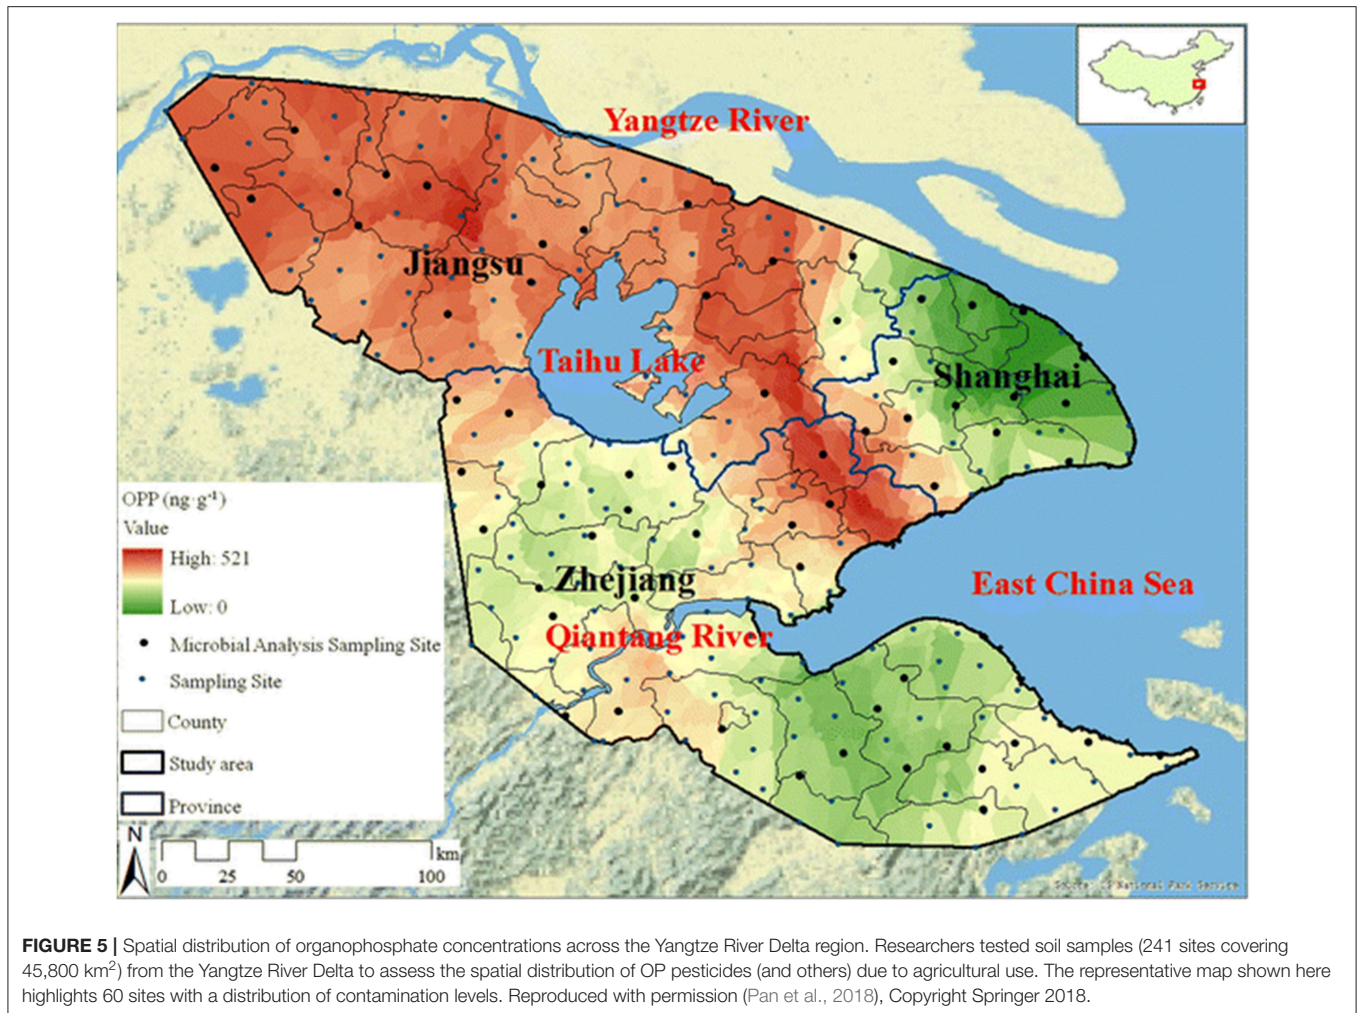 Yangtze River
Jiangsu
Taihu Lake
Shanghai
OPP (ng·g⁻¹)
Value
High: 521
Low: 0
Microbial Analysis Sampling Site
Sampling Site
County
Study area
Province
Zhejiang
East China Sea
Qiantang River
N
km
0 25 50 100
Source: US National Park Service
FIGURE 5 | Spatial distribution of organophosphate concentrations across the Yangtze River Delta region. Researchers tested soil samples (241 sites covering
45,800 km²) from the Yangtze River Delta to assess the spatial distribution of OP pesticides (and others) due to agricultural use. The representative map shown here
highlights 60 sites with a distribution of contamination levels. Reproduced with permission (Pan et al., 2018), Copyright Springer 2018.